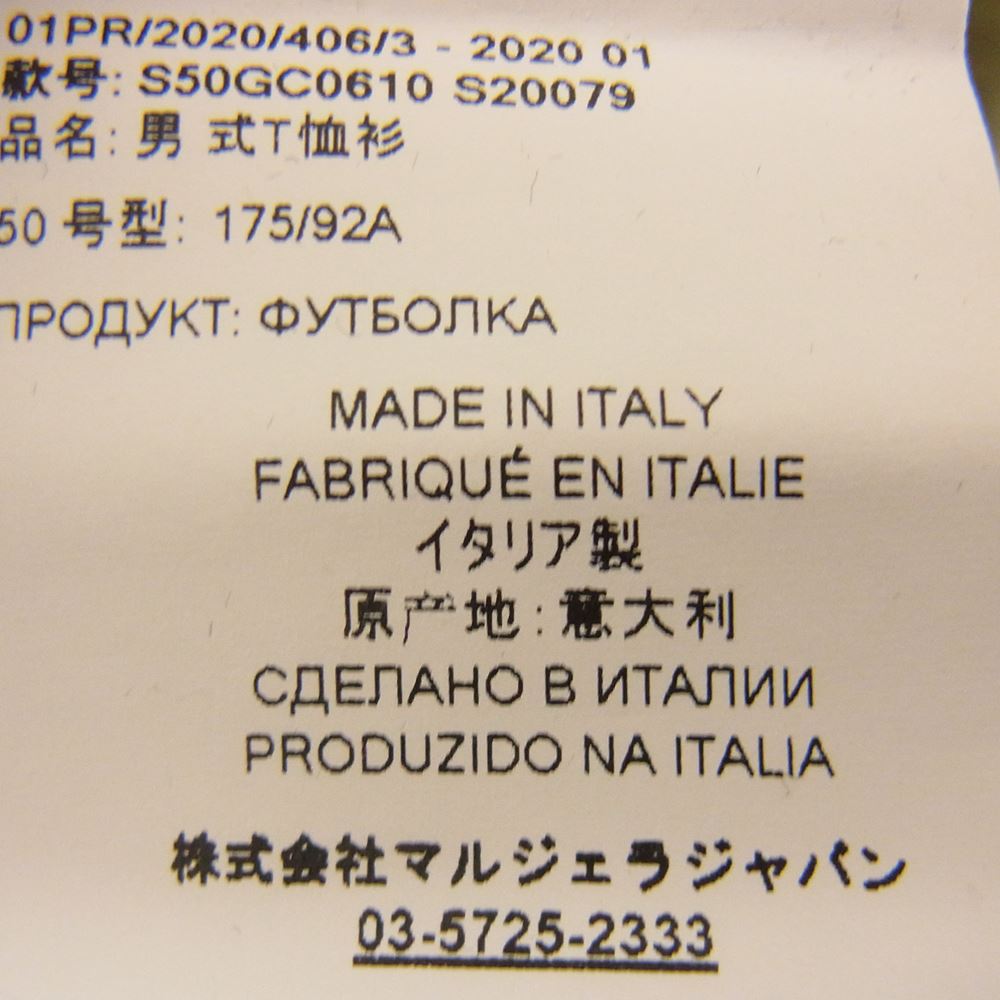 01PR/2020/406/3 - 2020 01
款号: S50GC0610 S20079
品名: 男 式T恤衫
50 号型: 175/92A
ПРОДУКТ: ФУТБОЛКА
MADE IN ITALY
FABRIQUÉ EN ITALIE
イタリア製
原产地: 意大利
СДЕЛАНО В ИТАЛИИ
PRODUZIDO NA ITALIA
株式会社マルジェラジャパン
03-5725-2333